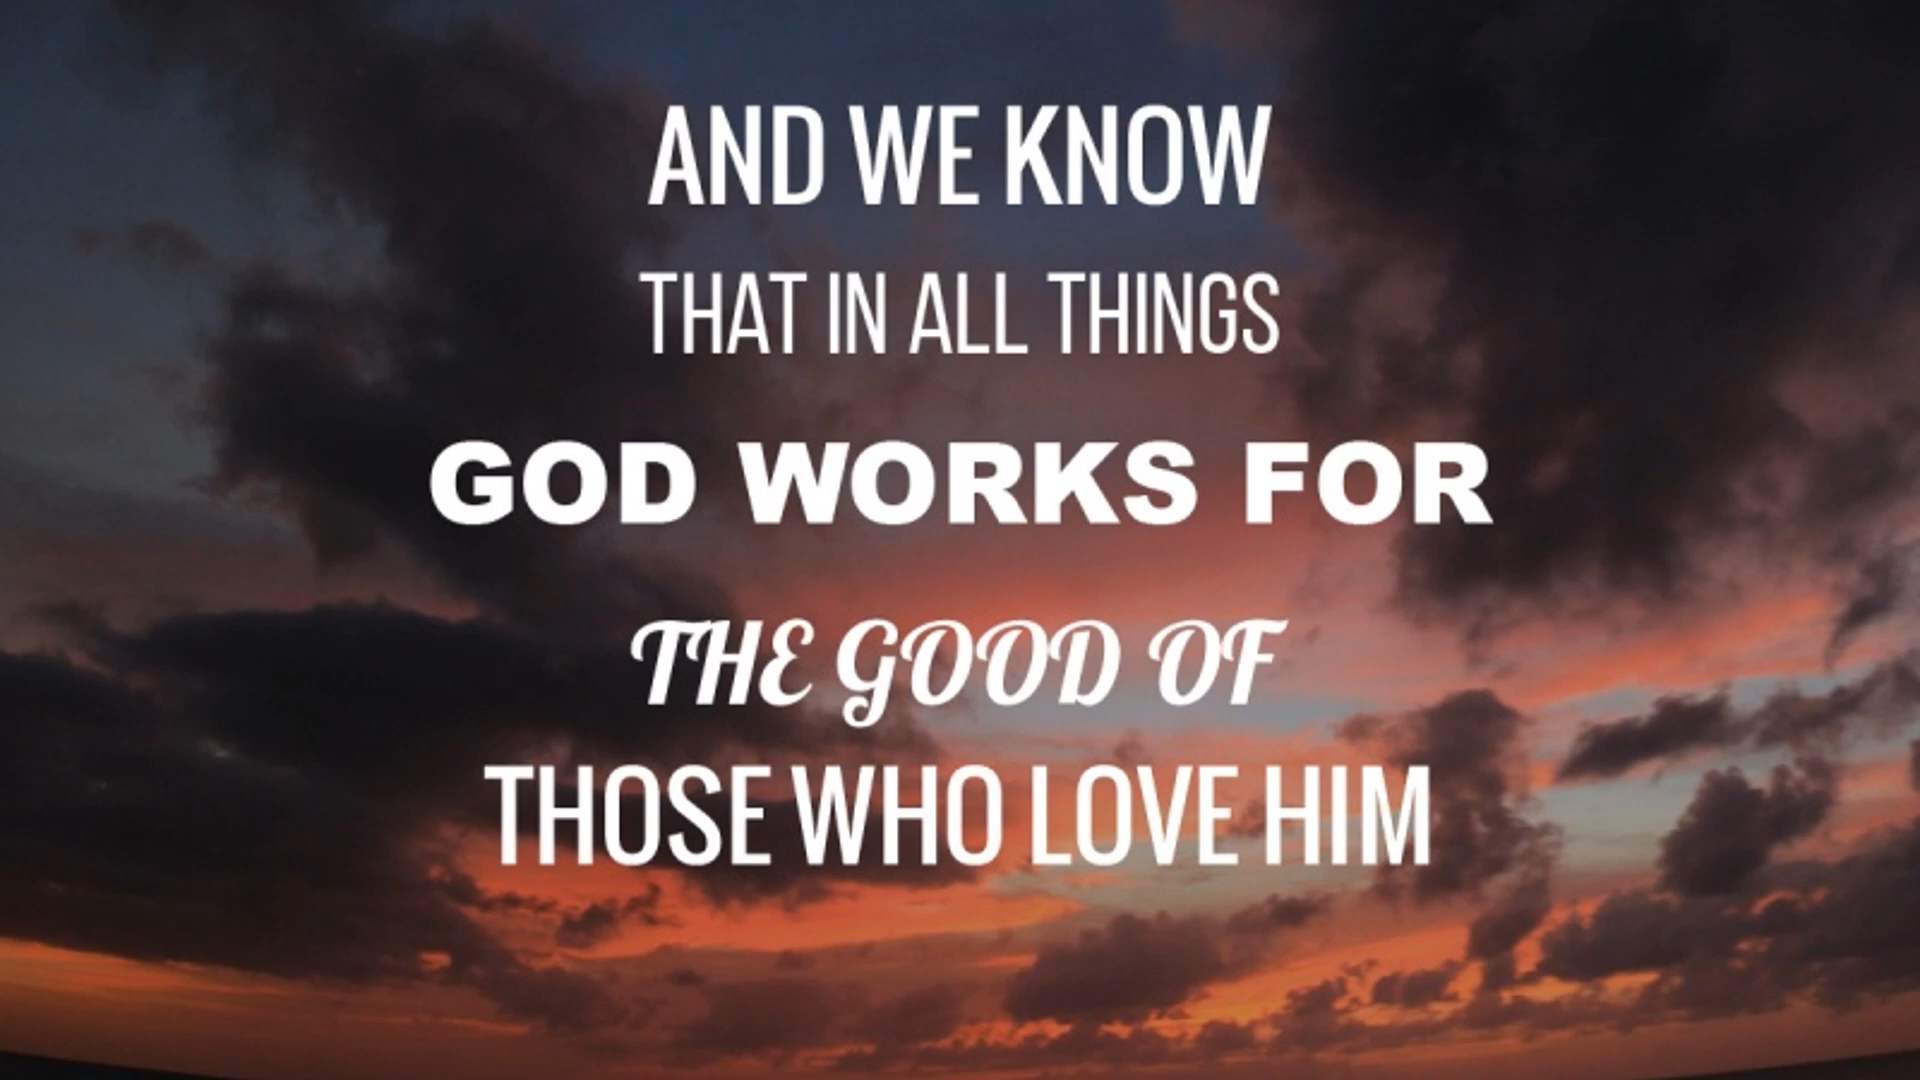 AND WE KNOW
THAT IN ALL THINGS
GOD WORKS FOR
THE GOOD OF
THOSE WHO LOVE HIM